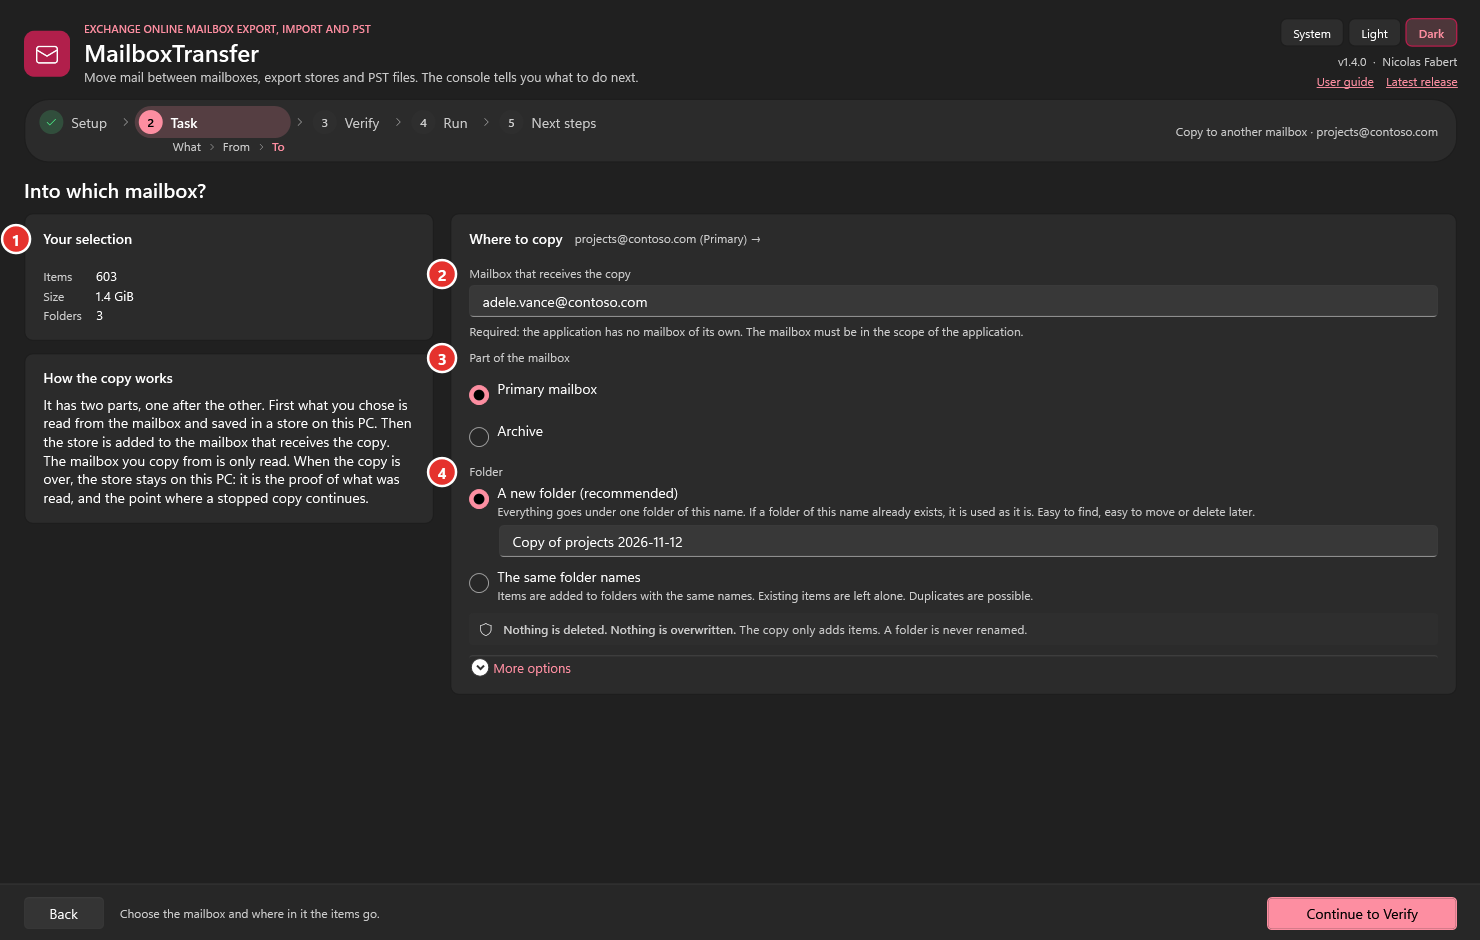 EXCHANGE ONLINE MAILBOX EXPORT, IMPORT AND PST
MailboxTransfer
Move mail between mailboxes, export stores and PST files. The console tells you what to do next.
System
Light
Dark
v1.4.0 · Nicolas Fabert
User guide
Latest release
Setup
2
Task
3
Verify
4
Run
5
Next steps
What
From
To
Copy to another mailbox · projects@contoso.com
Into which mailbox?
1
Your selection
Items 603
Size 1.4 GiB
Folders 3
How the copy works
It has two parts, one after the other. First what you chose is
read from the mailbox and saved in a store on this PC. Then
the store is added to the mailbox that receives the copy.
The mailbox you copy from is only read. When the copy is
over, the store stays on this PC: it is the proof of what was
read, and the point where a stopped copy continues.
Where to copy projects@contoso.com (Primary) →
2
Mailbox that receives the copy
adele.vance@contoso.com
Required: the application has no mailbox of its own. The mailbox must be in the scope of the application.
3
Part of the mailbox
Primary mailbox
Archive
4
Folder
A new folder (recommended)
Everything goes under one folder of this name. If a folder of this name already exists, it is used as it is. Easy to find, easy to move or delete later.
Copy of projects 2026-11-12
The same folder names
Items are added to folders with the same names. Existing items are left alone. Duplicates are possible.
Nothing is deleted. Nothing is overwritten. The copy only adds items. A folder is never renamed.
More options
Back
Choose the mailbox and where in it the items go.
Continue to Verify